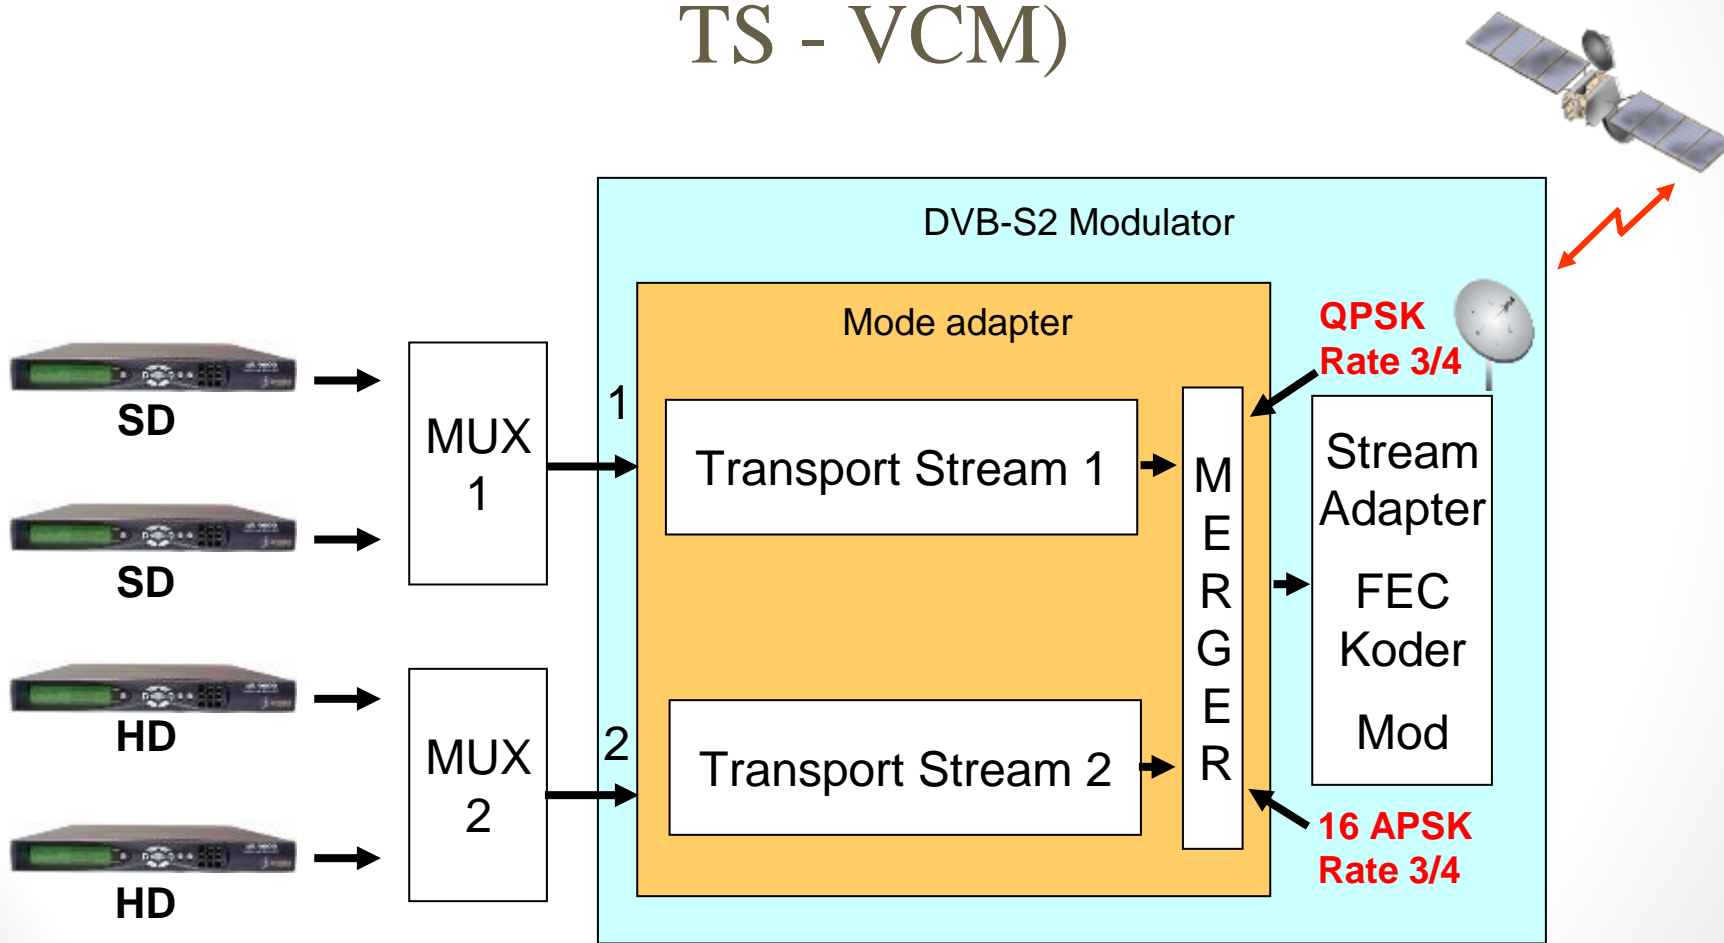 TS - VCM)
DVB-S2 Modulator
Mode adapter
QPSK
Rate 3/4
SD
MUX
1
1
Transport Stream 1
M
E
R
G
E
R
Stream
Adapter
FEC
Koder
Mod
SD
HD
MUX
2
2
Transport Stream 2
16 APSK
Rate 3/4
HD